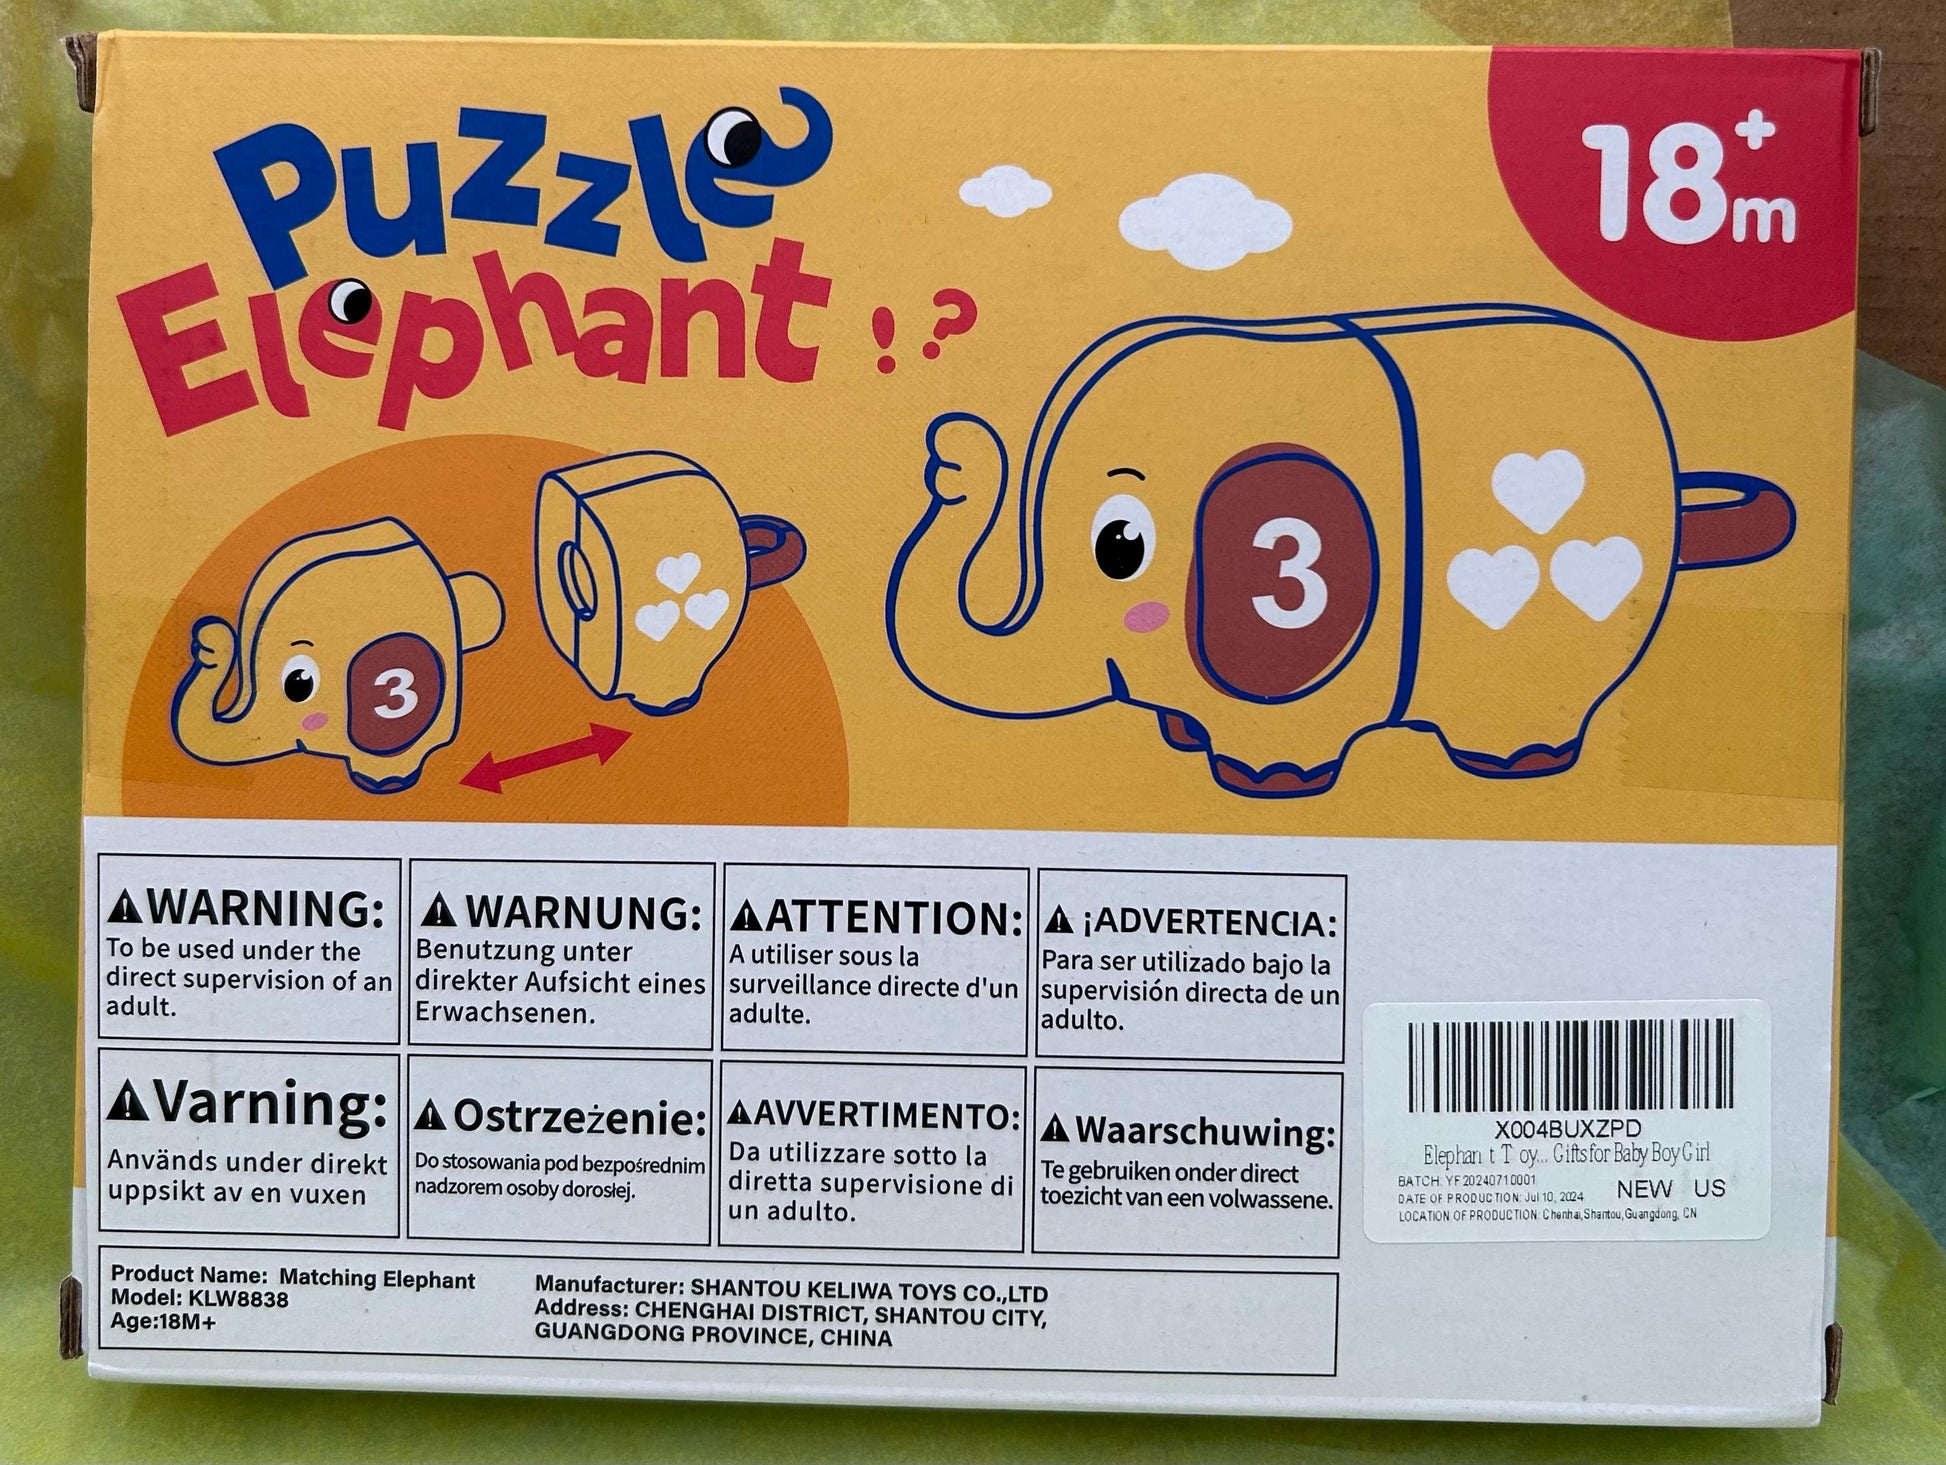 Puzzle
Elephant !?
18+m
3
3
WARNING:
To be used under the
direct supervision of an
adult.
WARNUNG:
Benutzung unter
direkter Aufsicht eines
Erwachsenen.
ATTENTION:
A utiliser sous la
surveillance directe d'un
adulte.
¡ADVERTENCIA:
Para ser utilizado bajo la
supervisión directa de un
adulto.
Varning:
Används under direkt
uppsikt av en vuxen
Ostrzeżenie:
Do stosowania pod bezpośrednim
nadzorem osoby dorosłej.
AVVERTIMENTO:
Da utilizzare sotto la
diretta supervisione di
un adulto.
Waarschuwing:
Te gebruiken onder direct
toezicht van een volwassene.
X004BUXZPD
Elephant Toy... Gifts for Baby Boy Girl
BATCH: YF20240710001
DATE OF PRODUCTION: Jul 10, 2024 NEW US
LOCATION OF PRODUCTION: Chenhai,Shantou,Guangdong, CN
Product Name: Matching Elephant
Model: KLW8838
Age:18M+
Manufacturer: SHANTOU KELIWA TOYS CO.,LTD
Address: CHENGHAI DISTRICT, SHANTOU CITY,
GUANGDONG PROVINCE, CHINA